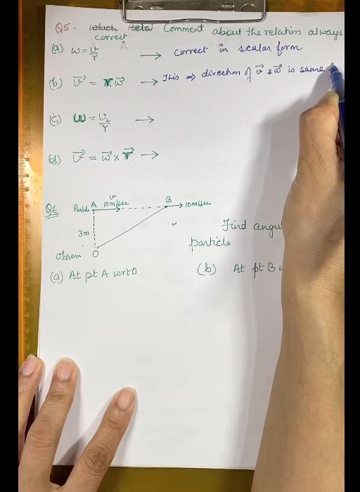 Q5. Comment about the relation always
correct
(a) ω = v/r → Correct in scalar form
(b) v⃗ = r ω⃗ → This ⇒ direction of v⃗ & ω⃗ is same
(c) ω = v⊥/r →
(d) v⃗ = ω⃗ × r⃗ →
Q6 A v 10m/sec B 10m/sec
3m
O
Find angu
particle
(a) At pt A wrt O (b) At pt B